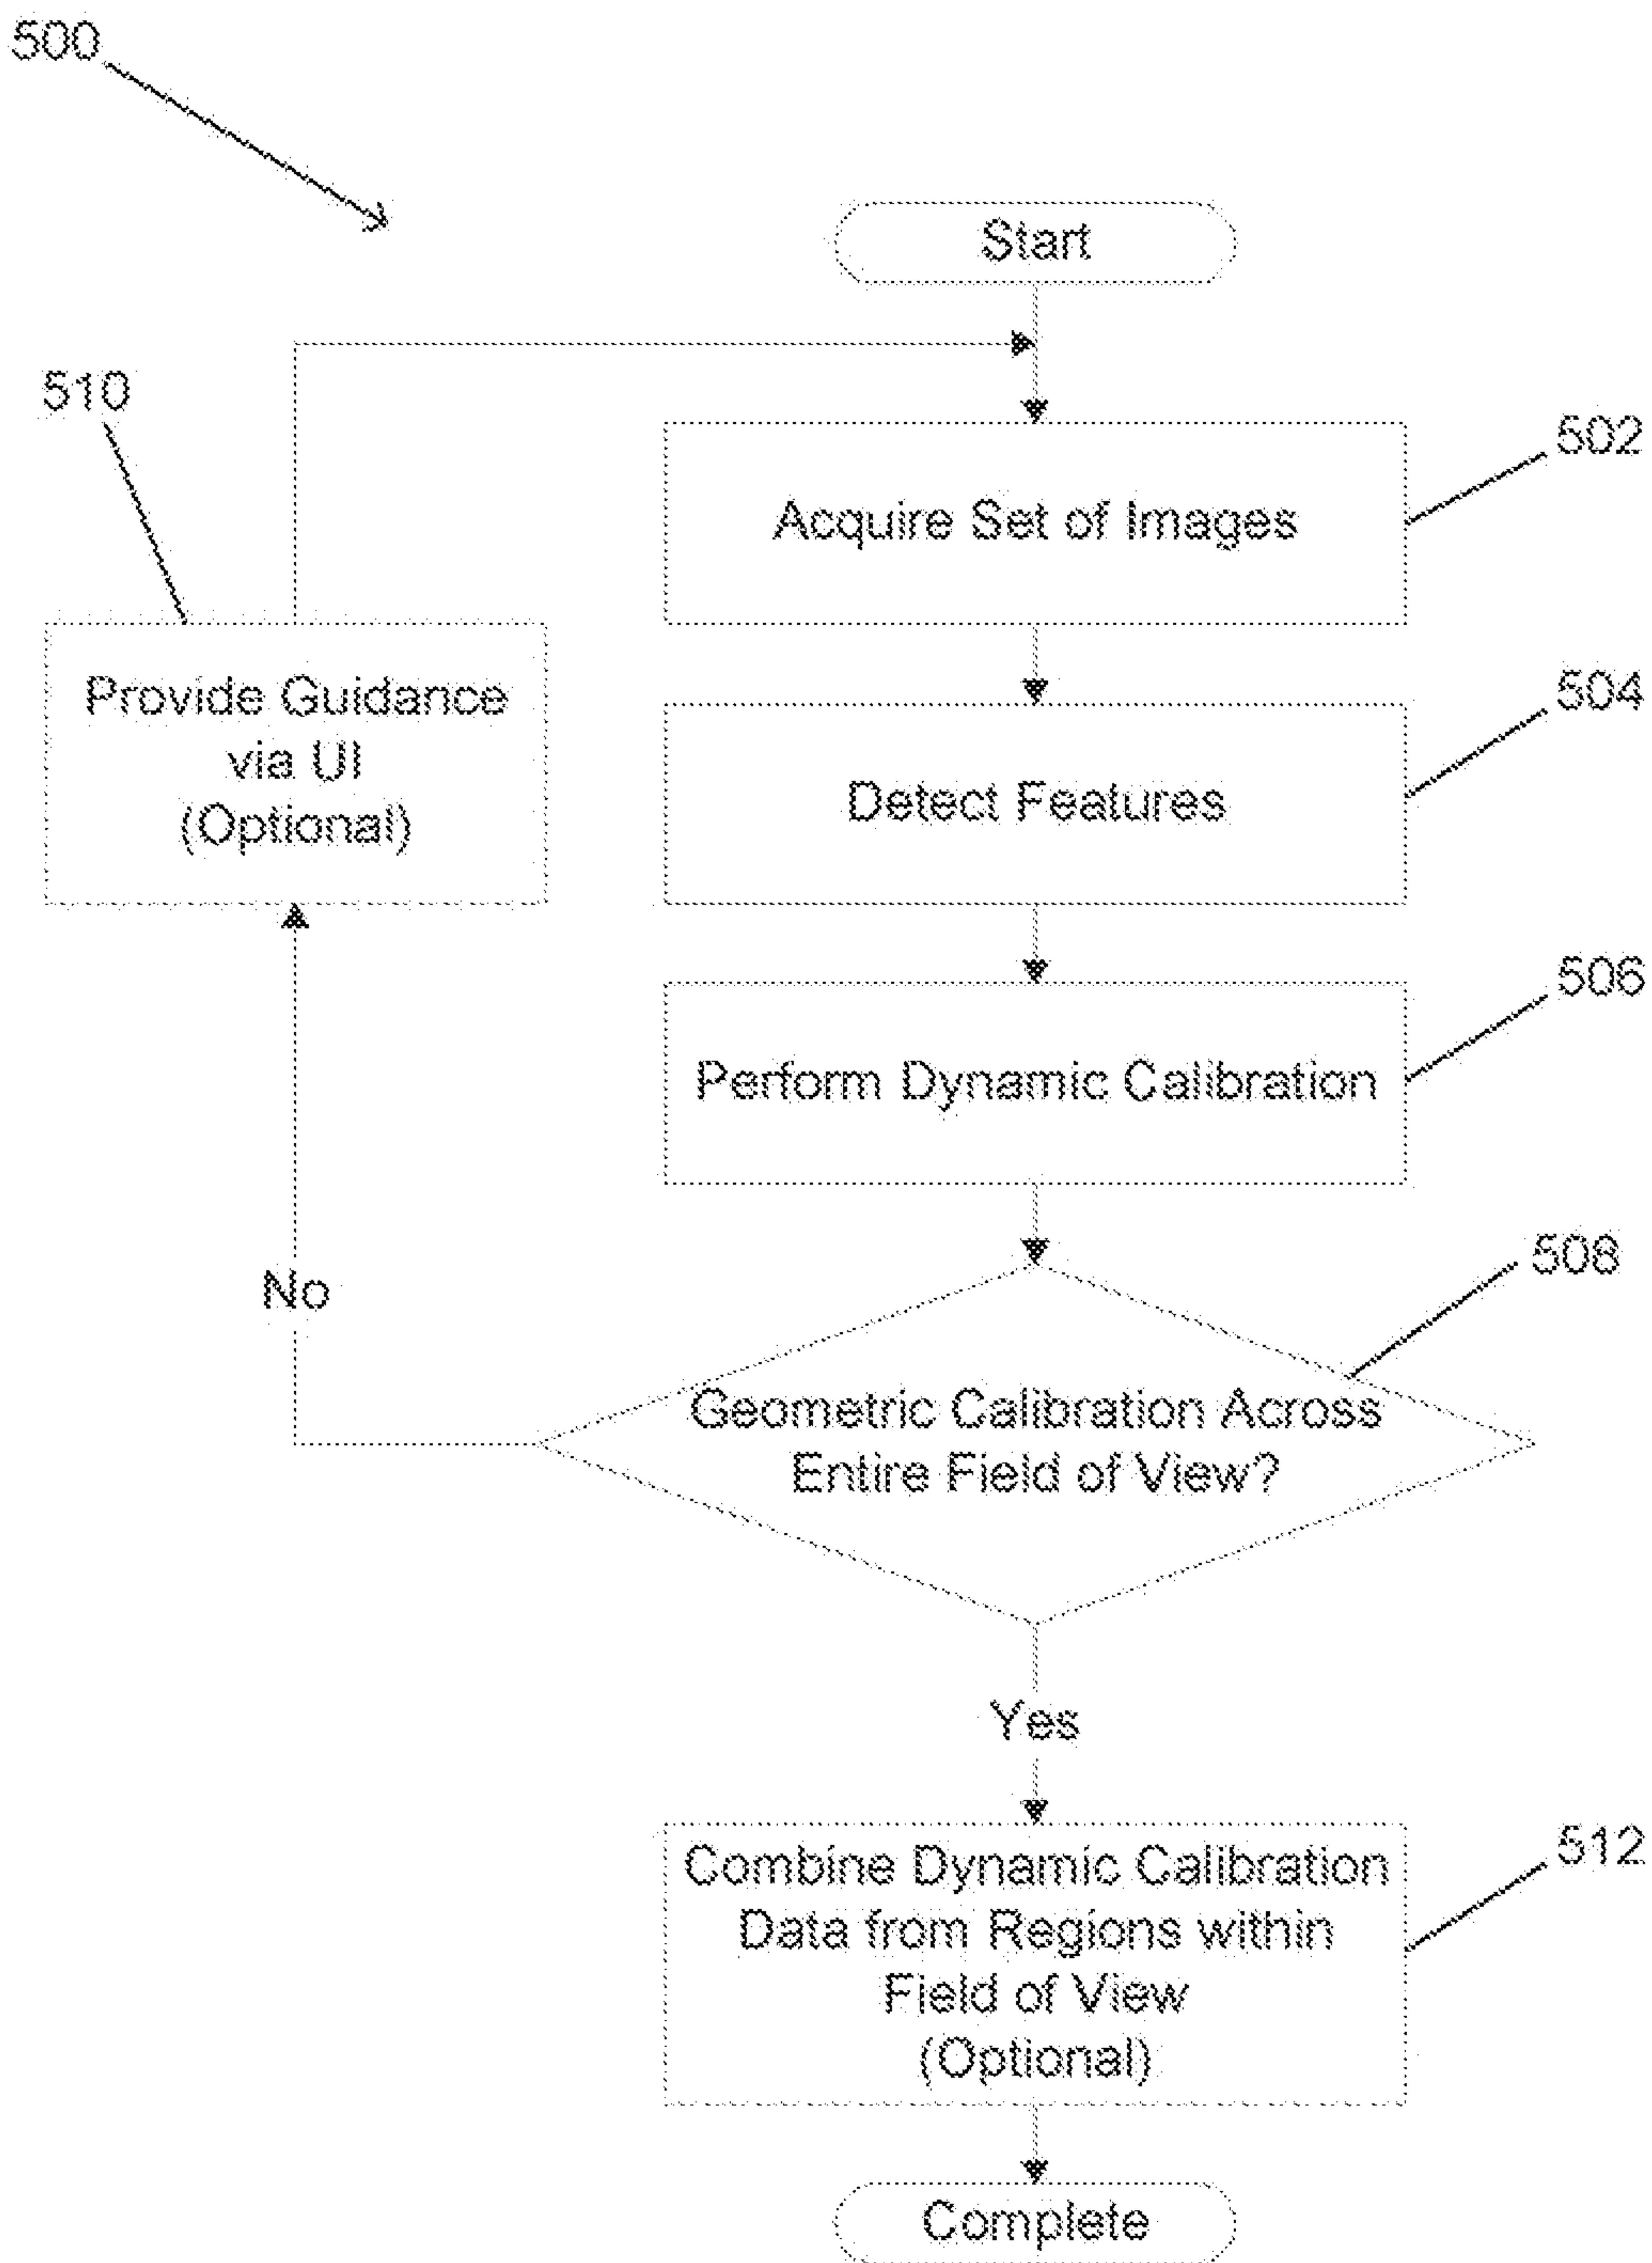 500
Start
510
502
Acquire Set of Images
Provide Guidance
via UI
(Optional)
504
Detect Features
506
Perform Dynamic Calibration
No
508
Geometric Calibration Across
Entire Field of View?
Yes
512
Combine Dynamic Calibration
Data from Regions within
Field of View
(Optional)
Complete